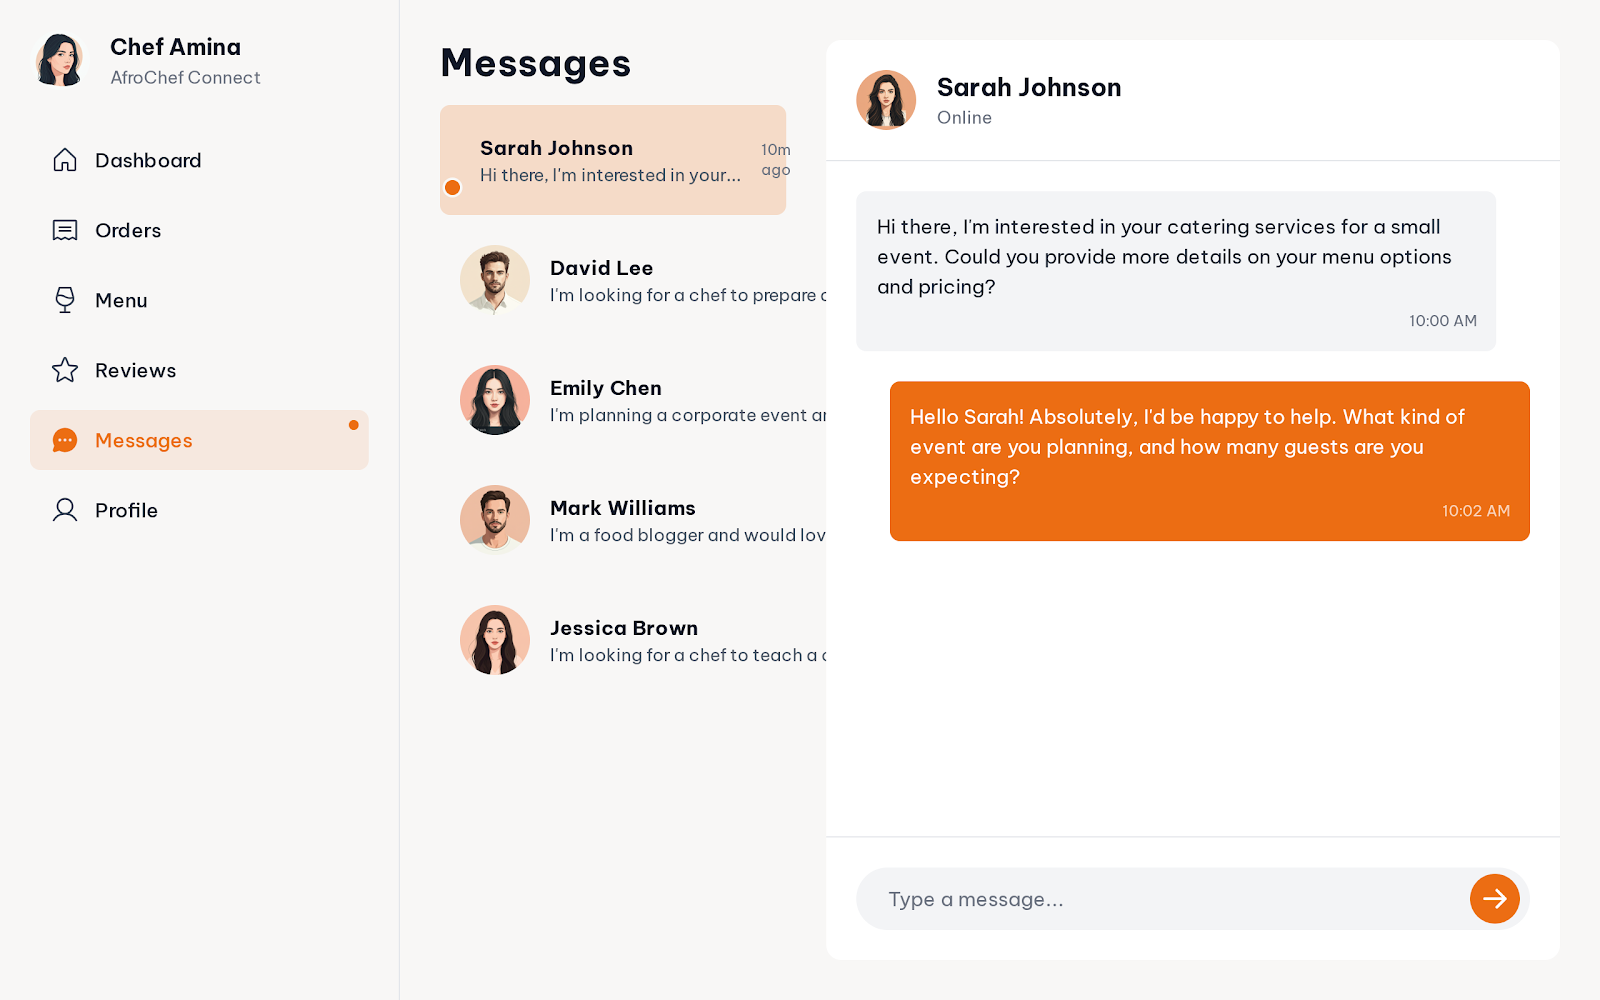 Chef Amina
AfroChef Connect
Dashboard
Orders
Menu
Reviews
Messages
Profile
Messages
Sarah Johnson
Hi there, I'm interested in your...
10m
ago
David Lee
I'm looking for a chef to prepare
Emily Chen
I'm planning a corporate event
Mark Williams
I'm a food blogger and would
Jessica Brown
I'm looking for a chef to teach a
Sarah Johnson
Online
Hi there, I'm interested in your catering services for a small
event. Could you provide more details on your menu options
and pricing?
10:00 AM
Hello Sarah! Absolutely, I'd be happy to help. What kind of
event are you planning, and how many guests are you
expecting?
10:02 AM
Type a message...